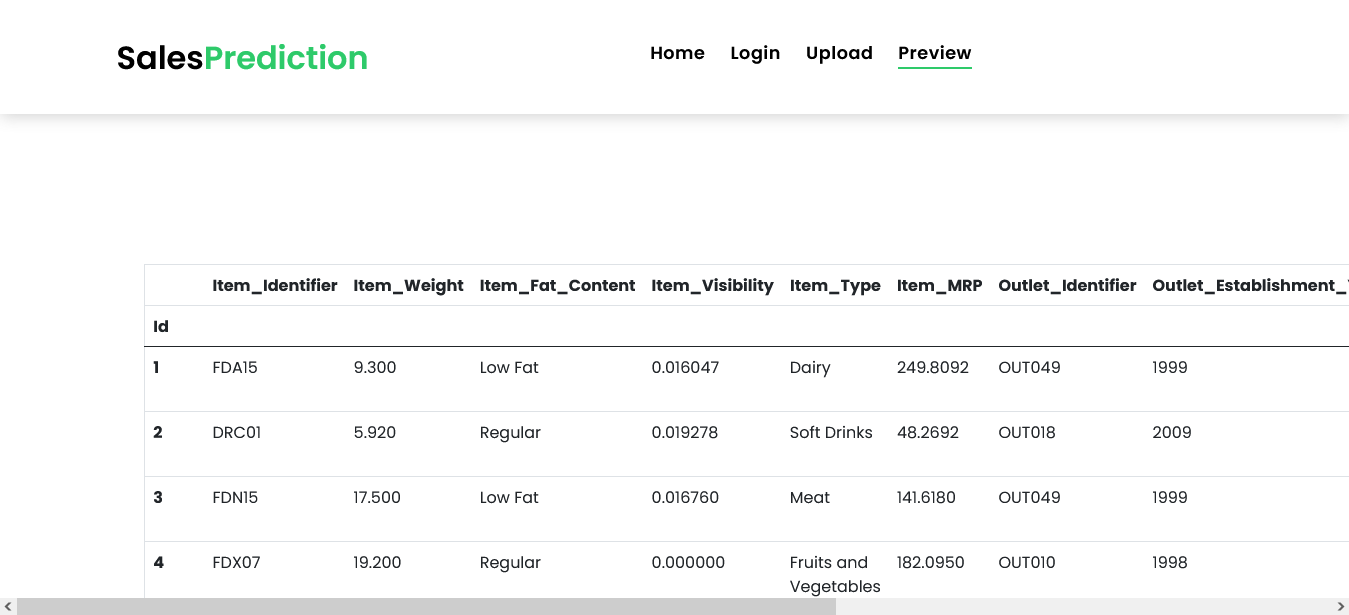 SalesPrediction Home Login Upload Preview
Item_Identifier Item_Weight Item_Fat_Content Item_Visibility Item_Type Item_MRP Outlet_Identifier Outlet_Establishment_
Id
1 FDA15 9.300 Low Fat 0.016047 Dairy 249.8092 OUT049 1999
2 DRC01 5.920 Regular 0.019278 Soft Drinks 48.2692 OUT018 2009
3 FDN15 17.500 Low Fat 0.016760 Meat 141.6180 OUT049 1999
4 FDX07 19.200 Regular 0.000000 Fruits and 182.0950 OUT010 1998
Vegetables